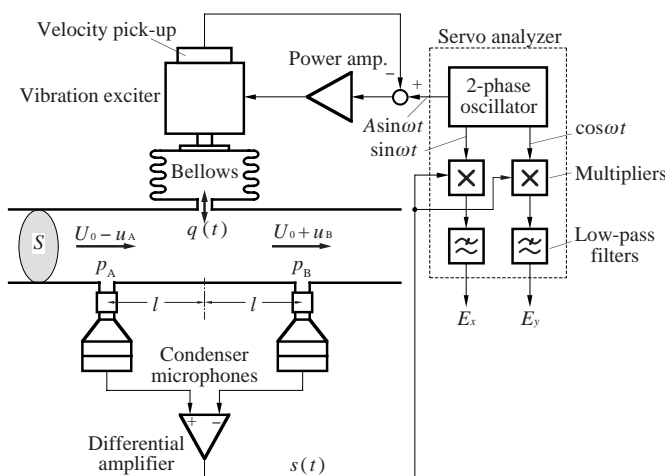 Velocity pick-up
Servo analyzer
Power amp.
Vibration exciter
−
+
2-phase
oscillator
Asinωt
sinωt
cosωt
Bellows
×
×
Multipliers
S
U₀−u_A
q(t)
U₀+u_B
p_A
p_B
Low-pass
filters
l
l
E_x
E_y
Condenser
microphones
+
−
Differential
amplifier
s(t)